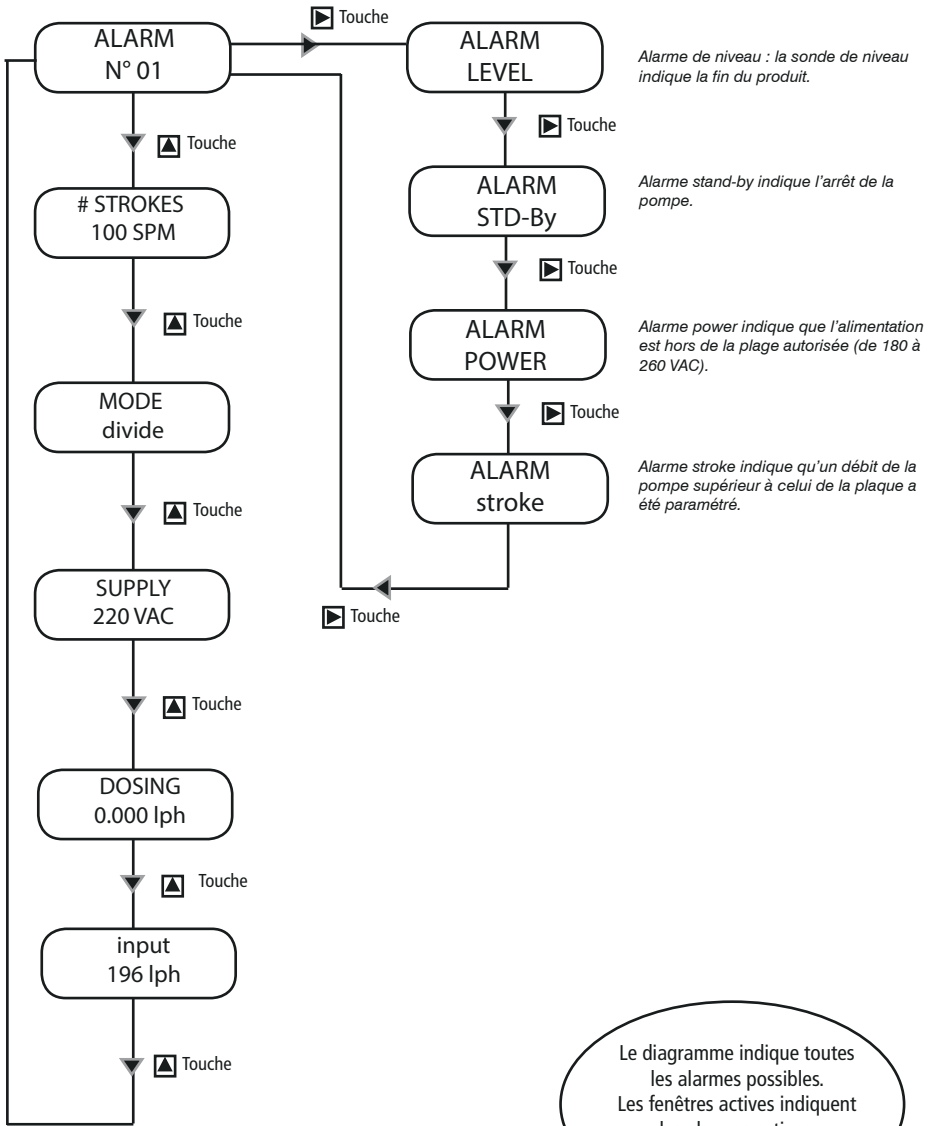 Touche
ALARM
N° 01
Touche
# STROKES
100 SPM
Touche
MODE
divide
Touche
SUPPLY
220 VAC
Touche
DOSING
0.000 lph
Touche
input
196 lph
Touche
ALARM
LEVEL
Alarme de niveau : la sonde de niveau
indique la fin du produit.
Touche
ALARM
STD-By
Alarme stand-by indique l'arrêt de la
pompe.
Touche
ALARM
POWER
Alarme power indique que l'alimentation
est hors de la plage autorisée (de 180 à
260 VAC).
Touche
ALARM
stroke
Alarme stroke indique qu'un débit de la
pompe supérieur à celui de la plaque a
été paramétré.
Touche
Le diagramme indique toutes
les alarmes possibles.
Les fenêtres actives indiquent